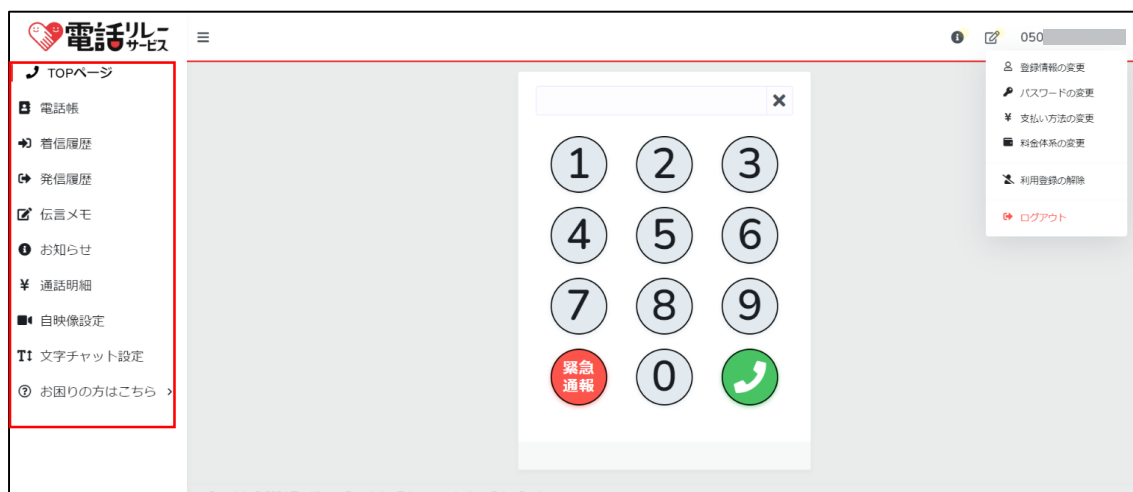 電話リレーサービス
050
TOPページ
電話帳
着信履歴
発信履歴
伝言メモ
お知らせ
¥ 通話明細
自映像設定
文字チャット設定
お困りの方はこちら
1 2 3
4 5 6
7 8 9
緊急通報 0
登録情報の変更
パスワードの変更
¥ 支払い方法の変更
料金体系の変更
利用登録の解除
ログアウト